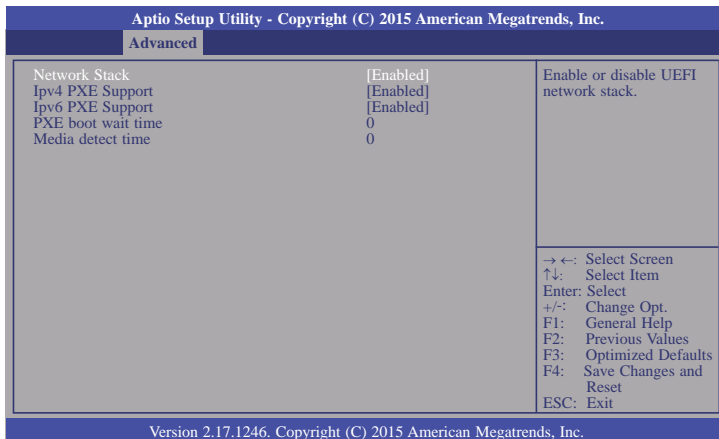 Aptio Setup Utility - Copyright (C) 2015 American Megatrends, Inc.
Advanced
Network Stack [Enabled]
Ipv4 PXE Support [Enabled]
Ipv6 PXE Support [Enabled]
PXE boot wait time 0
Media detect time 0
Enable or disable UEFI
network stack.
→ ←: Select Screen
↑↓: Select Item
Enter: Select
+/-: Change Opt.
F1: General Help
F2: Previous Values
F3: Optimized Defaults
F4: Save Changes and
Reset
ESC: Exit
Version 2.17.1246. Copyright (C) 2015 American Megatrends, Inc.